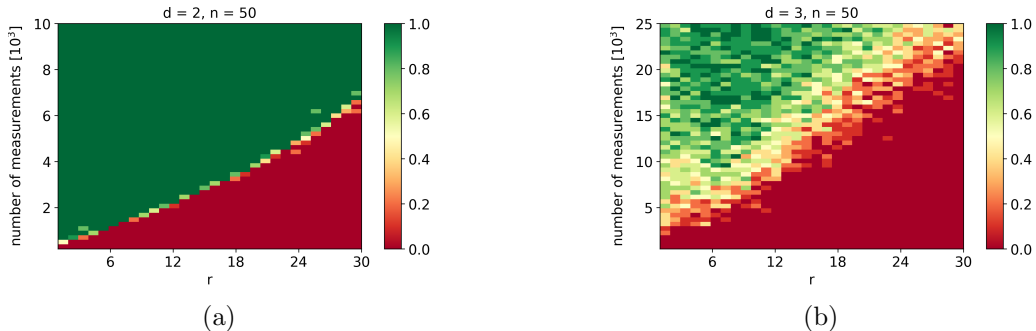 d = 2, n = 50
number of measurements [10³]
10
8
6
4
2
6 12 18 24 30
r
1.0
0.8
0.6
0.4
0.2
0.0
(a)
d = 3, n = 50
number of measurements [10³]
25
20
15
10
5
6 12 18 24 30
r
1.0
0.8
0.6
0.4
0.2
0.0
(b)